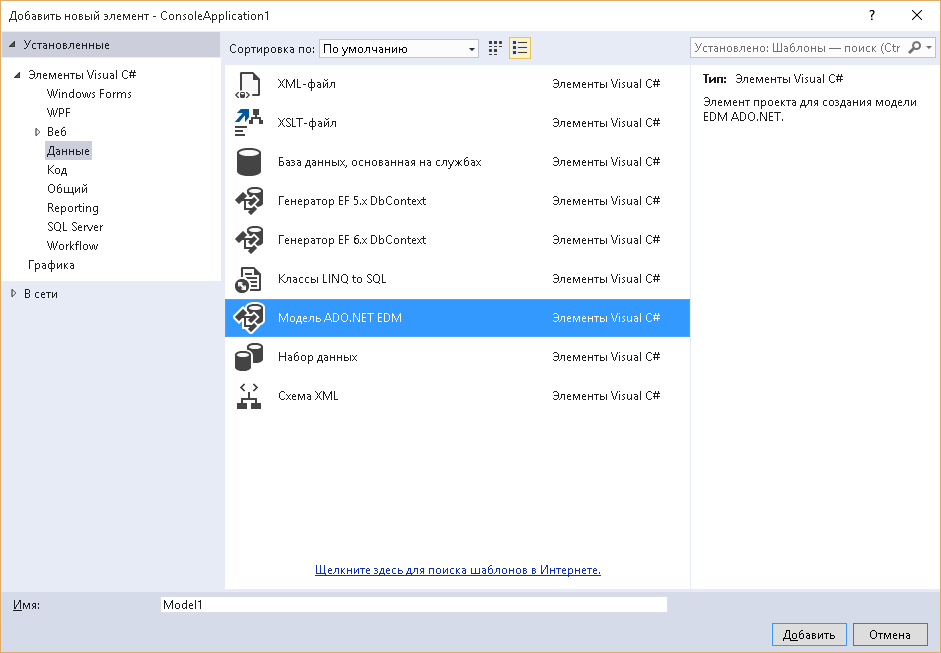 Добавить новый элемент - ConsoleApplication1
?
Установленные
Элементы Visual C#
Windows Forms
WPF
Веб
Данные
Код
Общий
Reporting
SQL Server
Workflow
Графика
В сети
Сортировка по: По умолчанию
XML-файл Элементы Visual C#
XSLT-файл Элементы Visual C#
База данных, основанная на службах Элементы Visual C#
Генератор EF 5.x DbContext Элементы Visual C#
Генератор EF 6.x DbContext Элементы Visual C#
Классы LINQ to SQL Элементы Visual C#
Модель ADO.NET EDM Элементы Visual C#
Набор данных Элементы Visual C#
Схема XML Элементы Visual C#
Щелкните здесь для поиска шаблонов в Интернете.
Установлено: Шаблоны — поиск (Ctr
Тип: Элементы Visual C#
Элемент проекта для создания модели
EDM ADO.NET.
Имя: Model1
Добавить Отмена